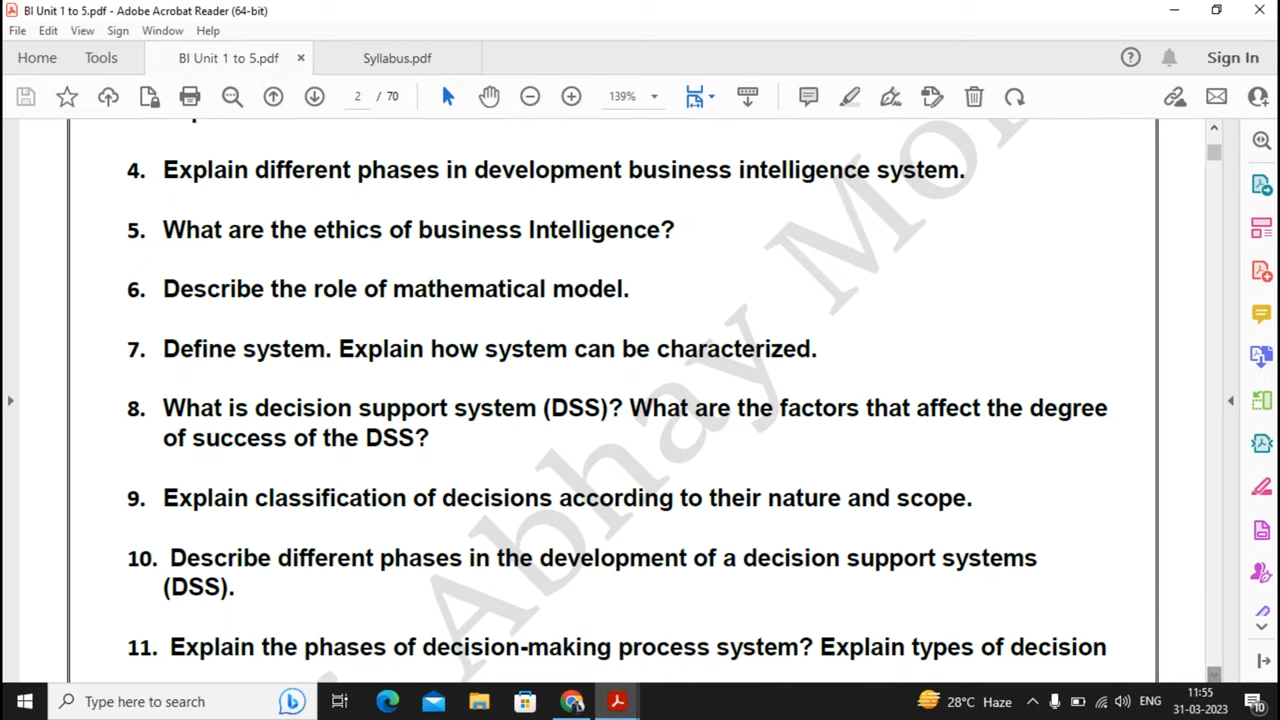 BI Unit 1 to 5.pdf - Adobe Acrobat Reader (64-bit)
File Edit View Sign Window Help
Home Tools BI Unit 1 to 5.pdf × Syllabus.pdf Sign In
2 / 70 139%
4. Explain different phases in development business intelligence system.
5. What are the ethics of business Intelligence?
6. Describe the role of mathematical model.
7. Define system. Explain how system can be characterized.
8. What is decision support system (DSS)? What are the factors that affect the degree
of success of the DSS?
9. Explain classification of decisions according to their nature and scope.
10. Describe different phases in the development of a decision support systems
(DSS).
11. Explain the phases of decision-making process system? Explain types of decision
Abhay
Type here to search
28°C Haze ENG 11:55
31-03-2023 10